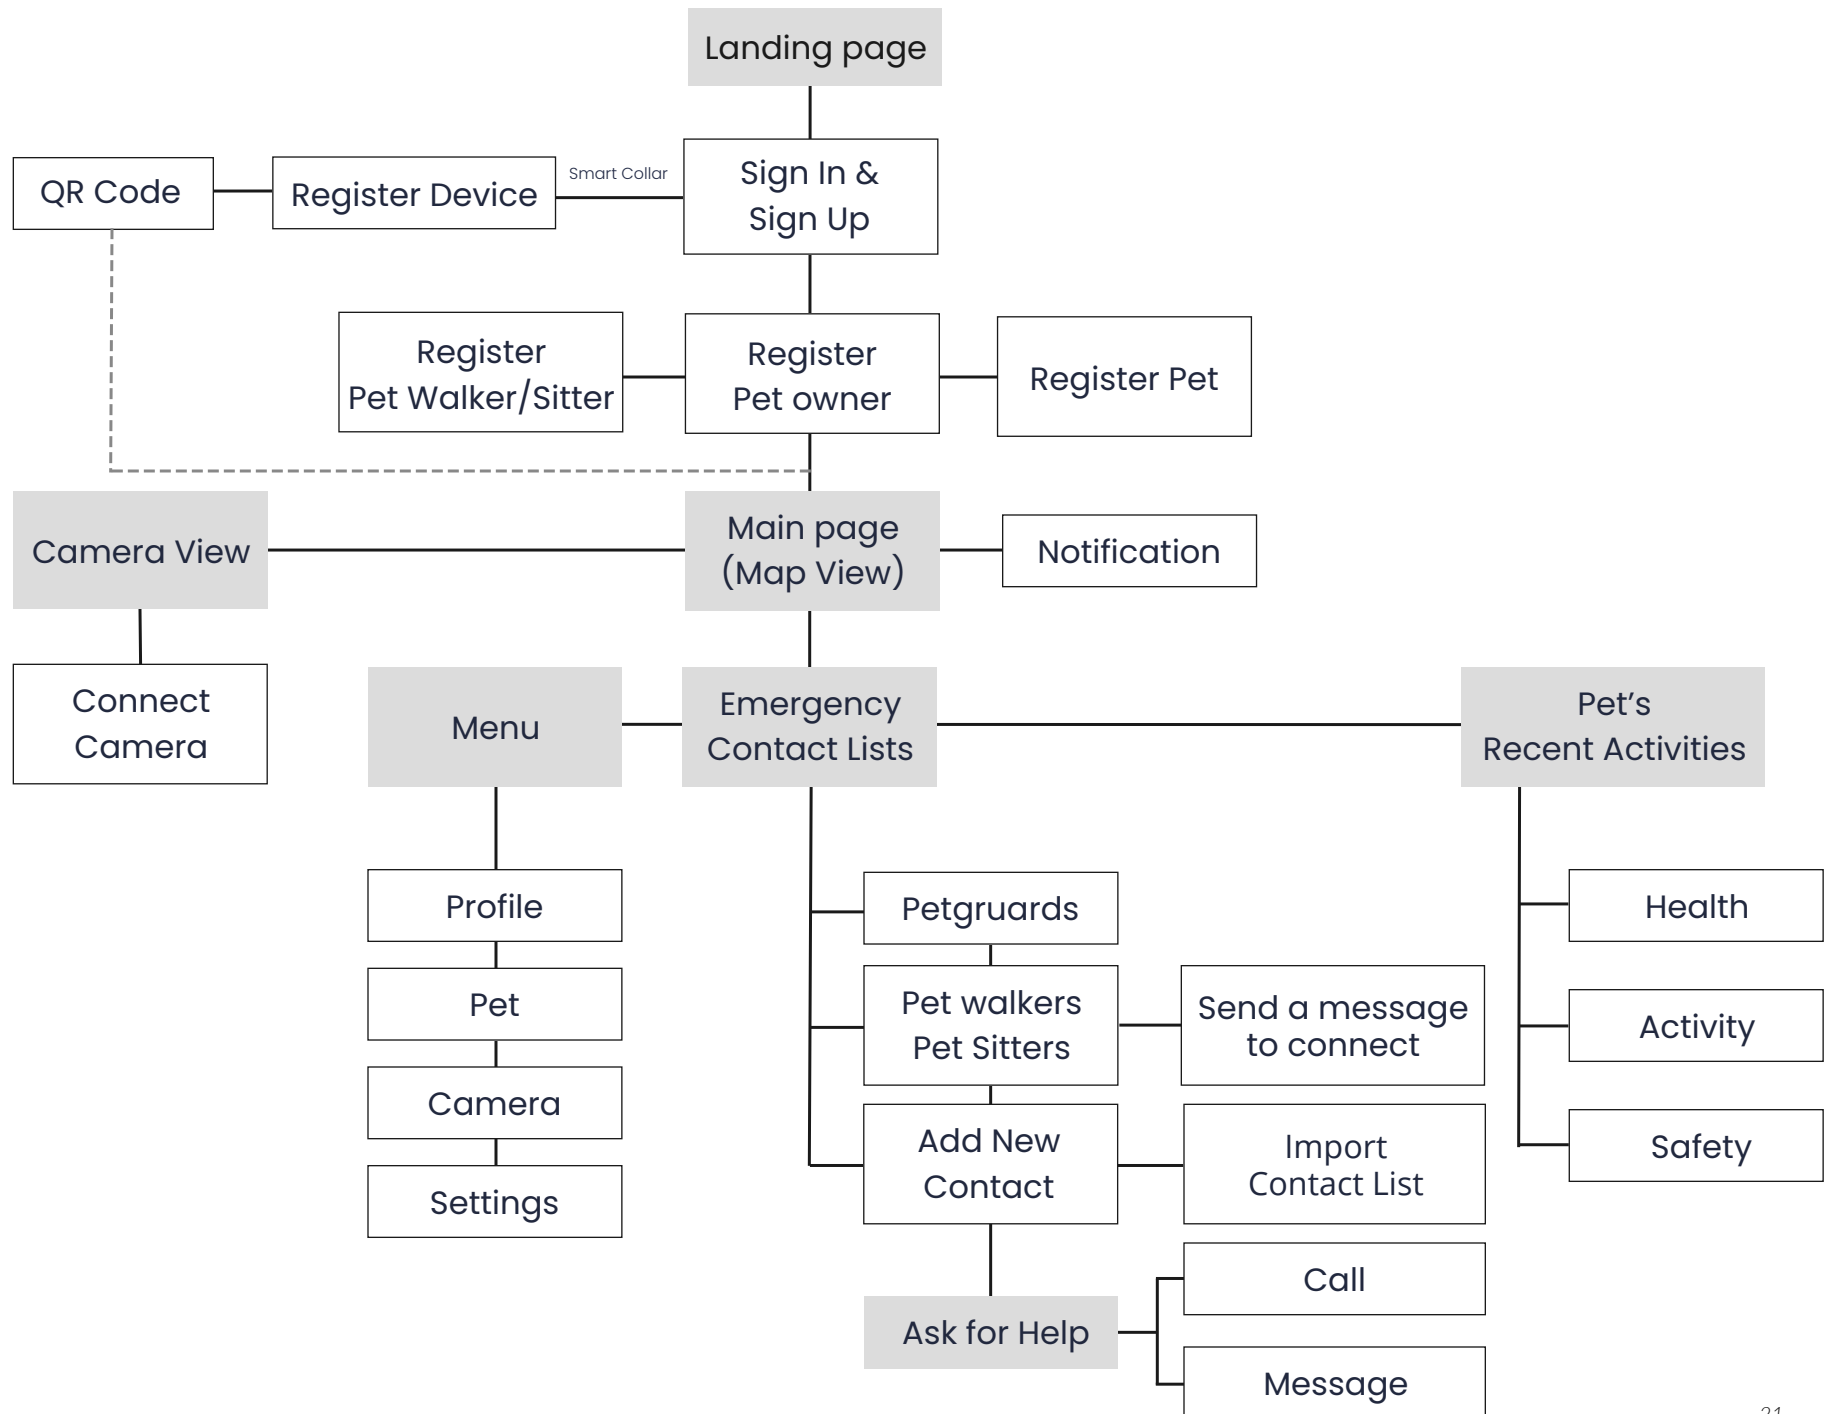 Landing page
QR Code
Register Device
Smart Collar
Sign In &
Sign Up
Register
Pet Walker/Sitter
Register
Pet owner
Register Pet
Camera View
Main page
(Map View)
Notification
Connect
Camera
Menu
Emergency
Contact Lists
Pet’s
Recent Activities
Profile
Pet
Camera
Settings
Petgruards
Pet walkers
Pet Sitters
Send a message
to connect
Add New
Contact
Import
Contact List
Health
Activity
Safety
Ask for Help
Call
Message
21